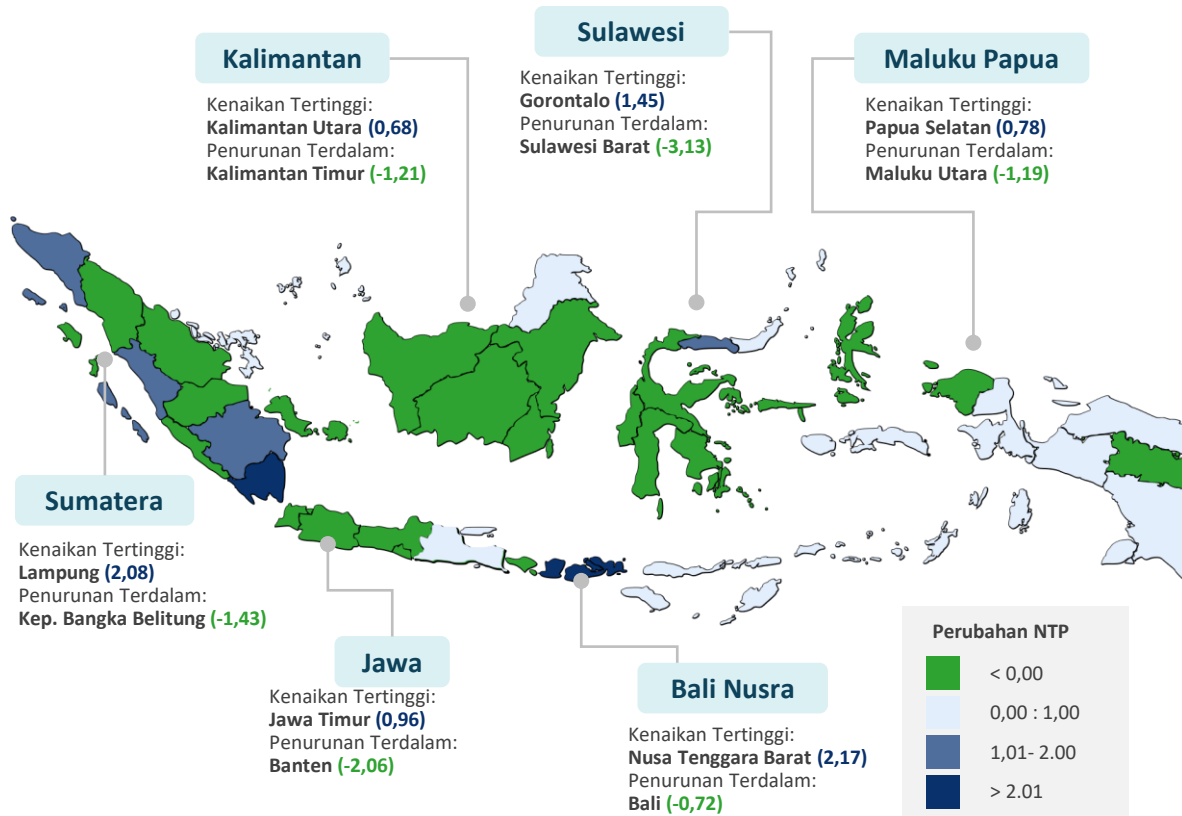 Kalimantan
Kenaikan Tertinggi:
Kalimantan Utara (0,68)
Penurunan Terdalam:
Kalimantan Timur (-1,21)
Sulawesi
Kenaikan Tertinggi:
Gorontalo (1,45)
Penurunan Terdalam:
Sulawesi Barat (-3,13)
Maluku Papua
Kenaikan Tertinggi:
Papua Selatan (0,78)
Penurunan Terdalam:
Maluku Utara (-1,19)
Sumatera
Kenaikan Tertinggi:
Lampung (2,08)
Penurunan Terdalam:
Kep. Bangka Belitung (-1,43)
Jawa
Kenaikan Tertinggi:
Jawa Timur (0,96)
Penurunan Terdalam:
Banten (-2,06)
Bali Nusra
Kenaikan Tertinggi:
Nusa Tenggara Barat (2,17)
Penurunan Terdalam:
Bali (-0,72)
Perubahan NTP
< 0,00
0,00 : 1,00
1,01- 2.00
> 2.01